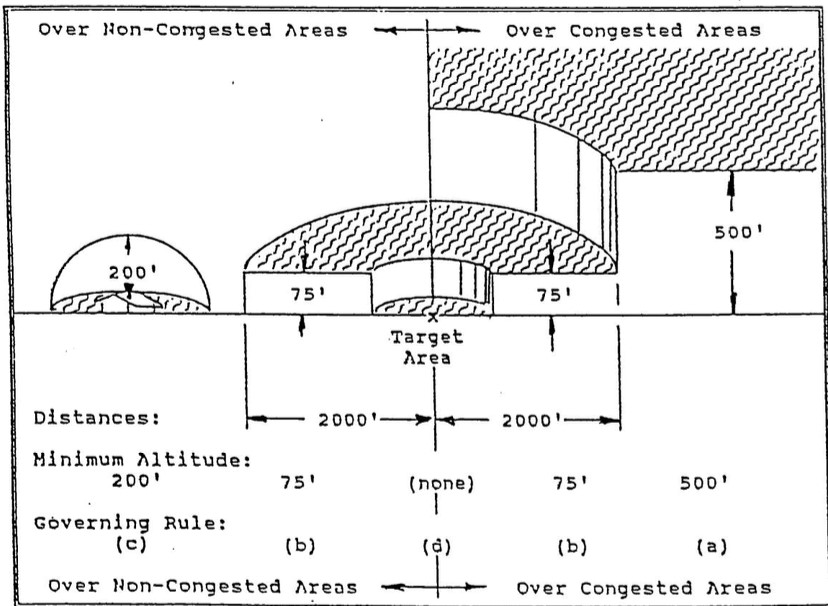 Over Non-Congested Areas Over Congested Areas
500'
200'
75' 75'
x
Target
Area
Distances: 2000' 2000'
Minimum Altitude:
200' 75' (none) 75' 500'
Governing Rule:
(c) (b) (d) (b) (a)
Over Non-Congested Areas Over Congested Areas